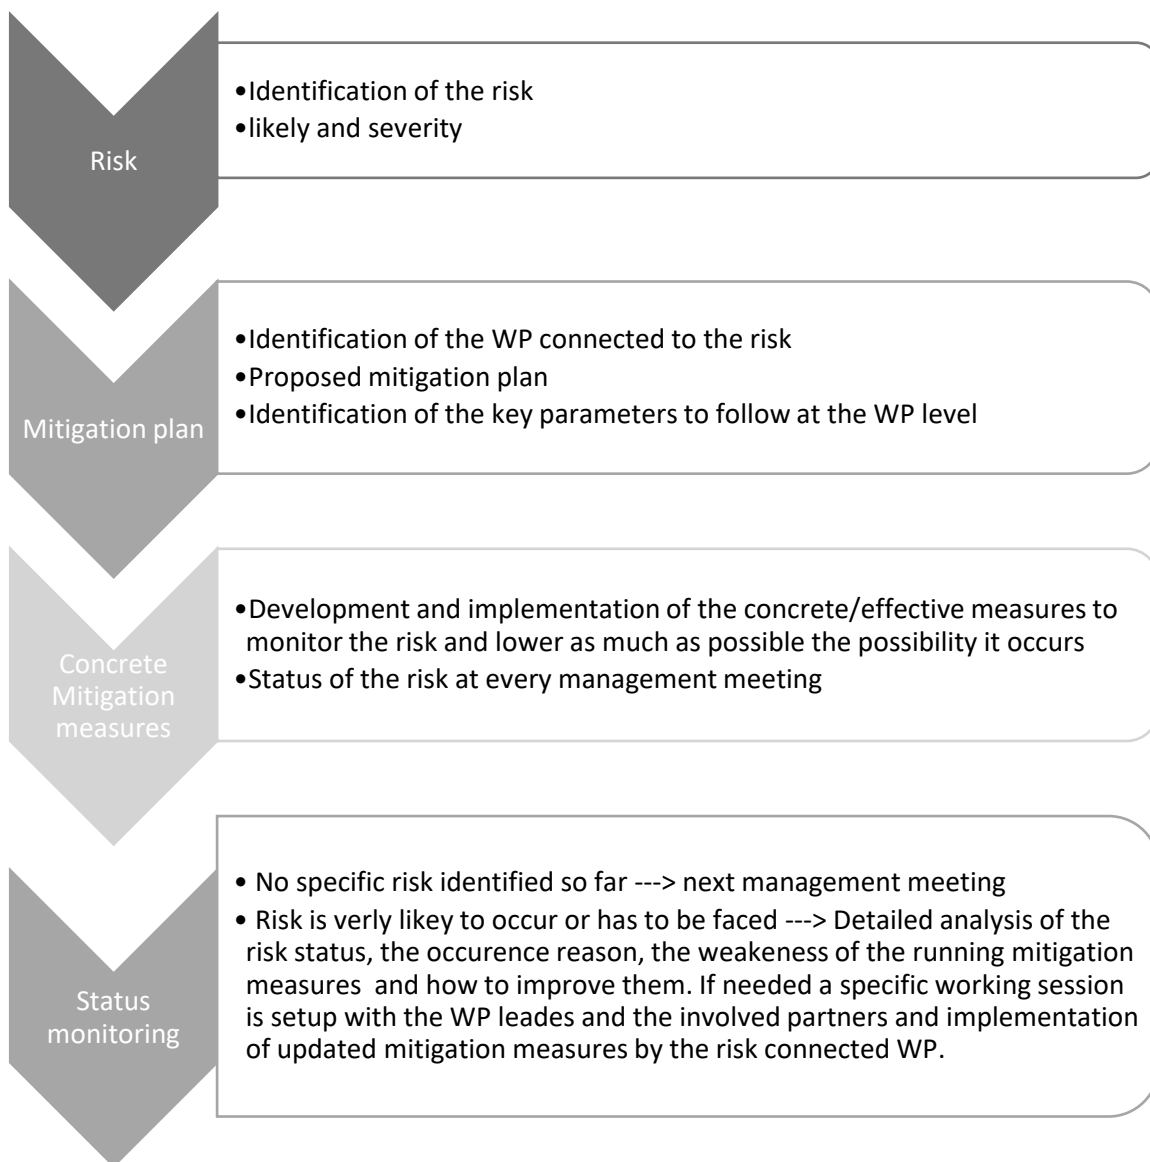 Risk
•Identification of the risk
•likely and severity
Mitigation plan
•Identification of the WP connected to the risk
•Proposed mitigation plan
•Identification of the key parameters to follow at the WP level
Concrete
Mitigation
measures
•Development and implementation of the concrete/effective measures to
monitor the risk and lower as much as possible the possibility it occurs
•Status of the risk at every management meeting
Status
monitoring
• No specific risk identified so far ---> next management meeting
• Risk is verly likey to occur or has to be faced ---> Detailed analysis of the
risk status, the occurence reason, the weakeness of the running mitigation
measures and how to improve them. If needed a specific working session
is setup with the WP leades and the involved partners and implementation
of updated mitigation measures by the risk connected WP.